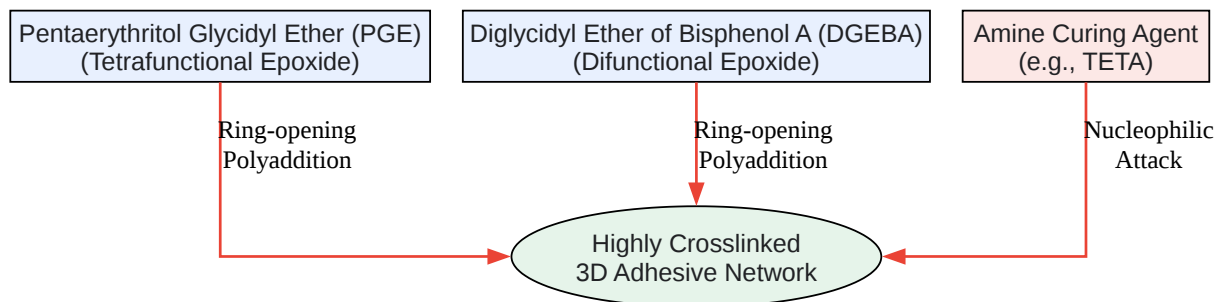 Pentaerythritol Glycidyl Ether (PGE)
(Tetrafunctional Epoxide)
Diglycidyl Ether of Bisphenol A (DGEBA)
(Difunctional Epoxide)
Amine Curing Agent
(e.g., TETA)
Ring-opening
Polyaddition
Ring-opening
Polyaddition
Nucleophilic
Attack
Highly Crosslinked
3D Adhesive Network